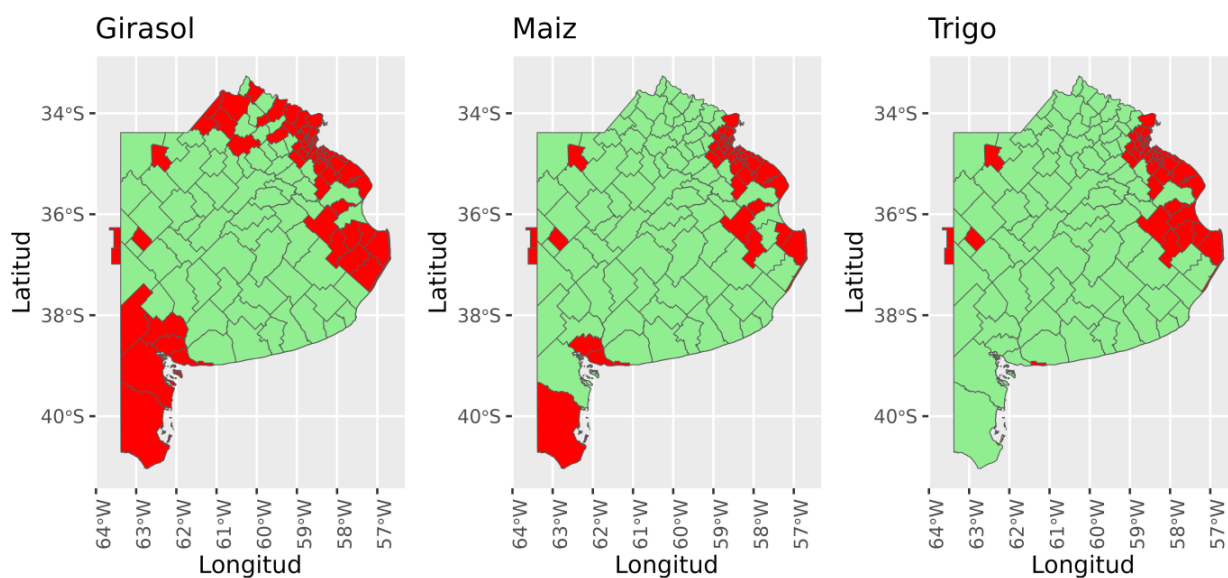 Girasol
Maiz
Trigo
34°S
36°S
38°S
40°S
Latitud
64°W
63°W
62°W
61°W
60°W
59°W
58°W
57°W
Longitud
34°S
36°S
38°S
40°S
Latitud
64°W
63°W
62°W
61°W
60°W
59°W
58°W
57°W
Longitud
34°S
36°S
38°S
40°S
Latitud
64°W
63°W
62°W
61°W
60°W
59°W
58°W
57°W
Longitud